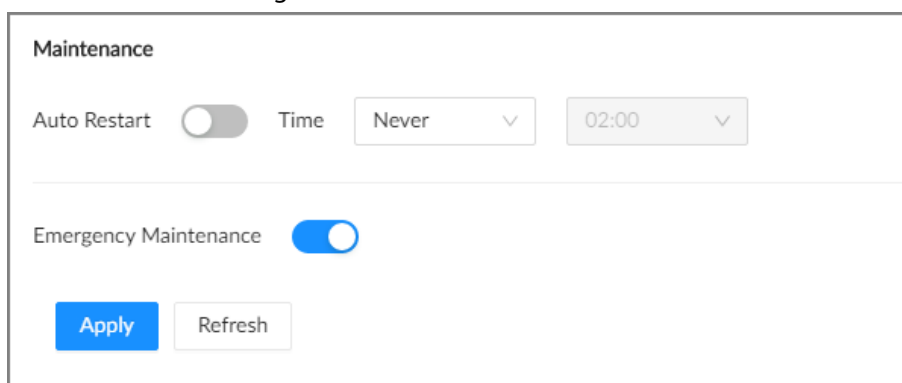 Maintenance
Auto Restart Time Never 02:00
Emergency Maintenance
Apply Refresh